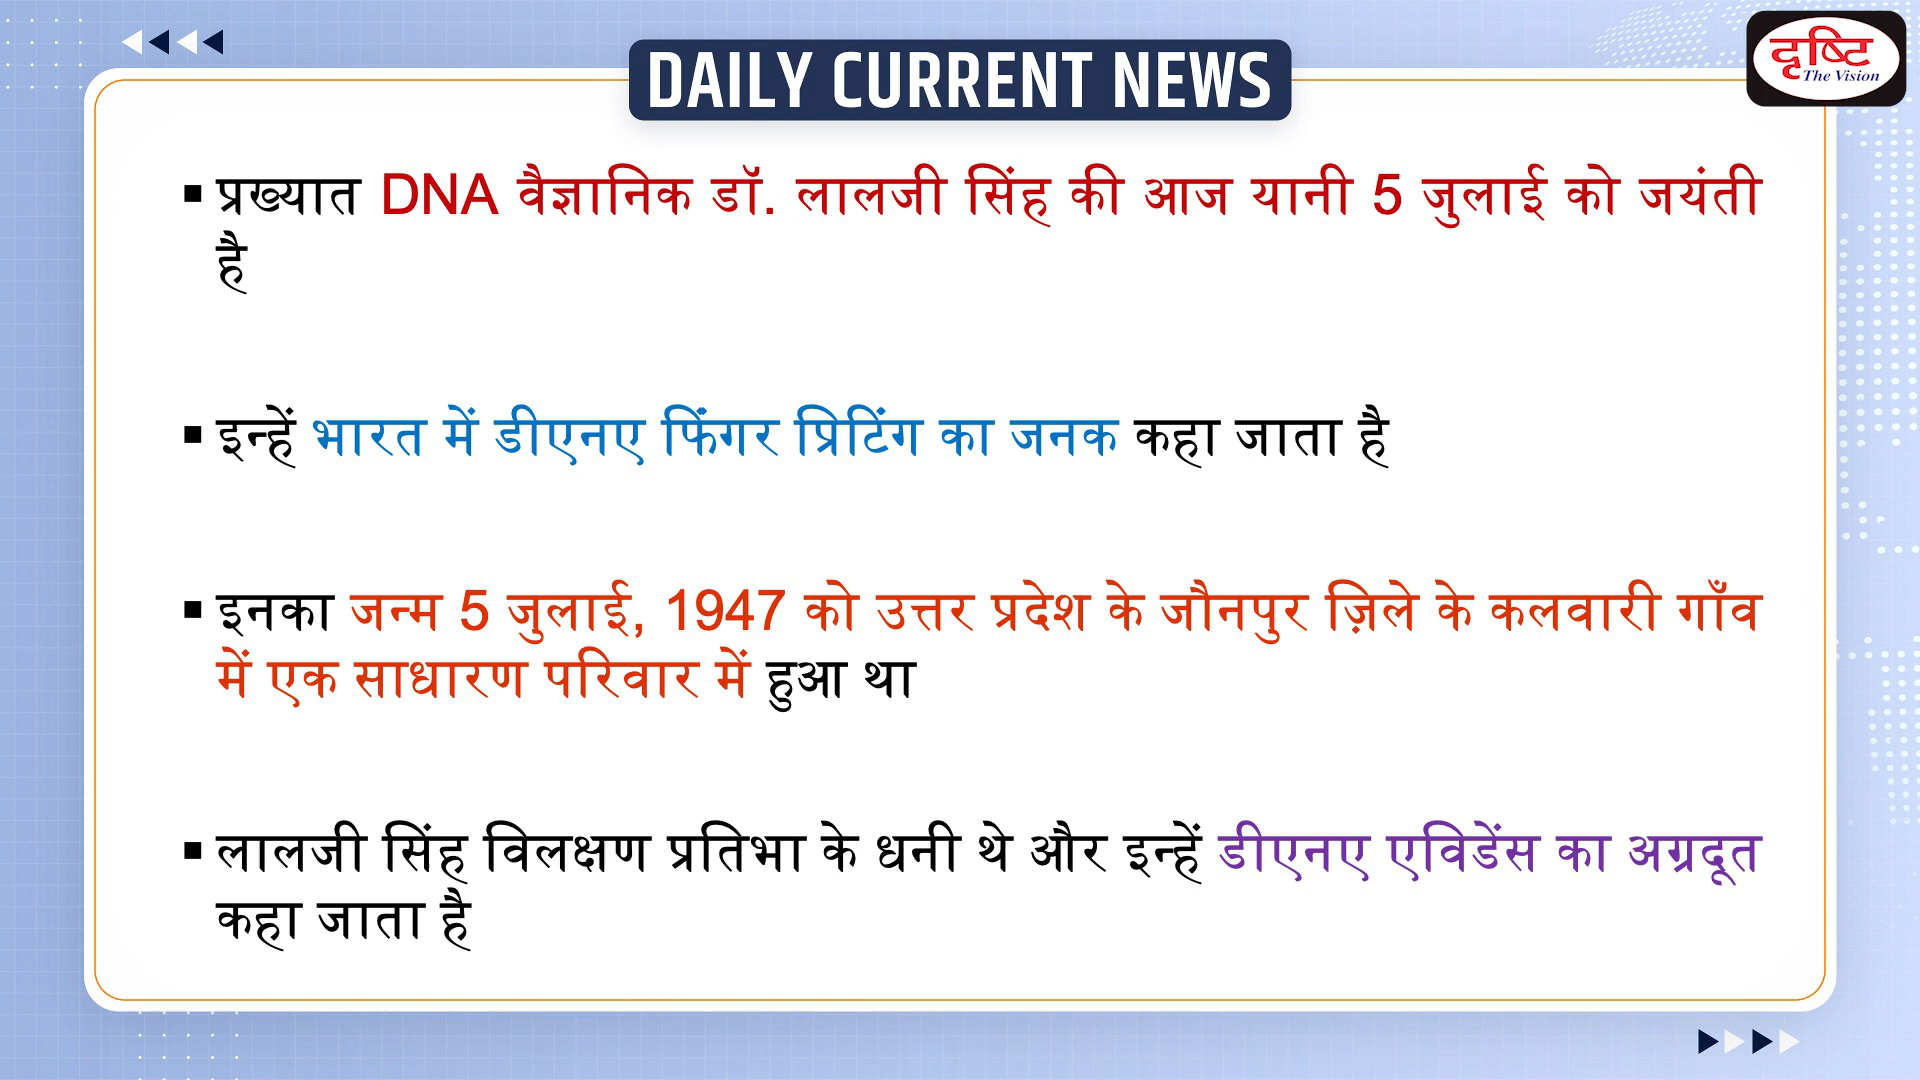 DAILY CURRENT NEWS
दृष्टि
The Vision
▪ प्रख्यात DNA वैज्ञानिक डॉ. लालजी सिंह की आज यानी 5 जुलाई को जयंती
है
▪ इन्हें भारत में डीएनए फिंगर प्रिटिंग का जनक कहा जाता है
▪ इनका जन्म 5 जुलाई, 1947 को उत्तर प्रदेश के जौनपुर ज़िले के कलवारी गाँव
में एक साधारण परिवार में हुआ था
▪ लालजी सिंह विलक्षण प्रतिभा के धनी थे और इन्हें डीएनए एविडेंस का अग्रदूत
कहा जाता है